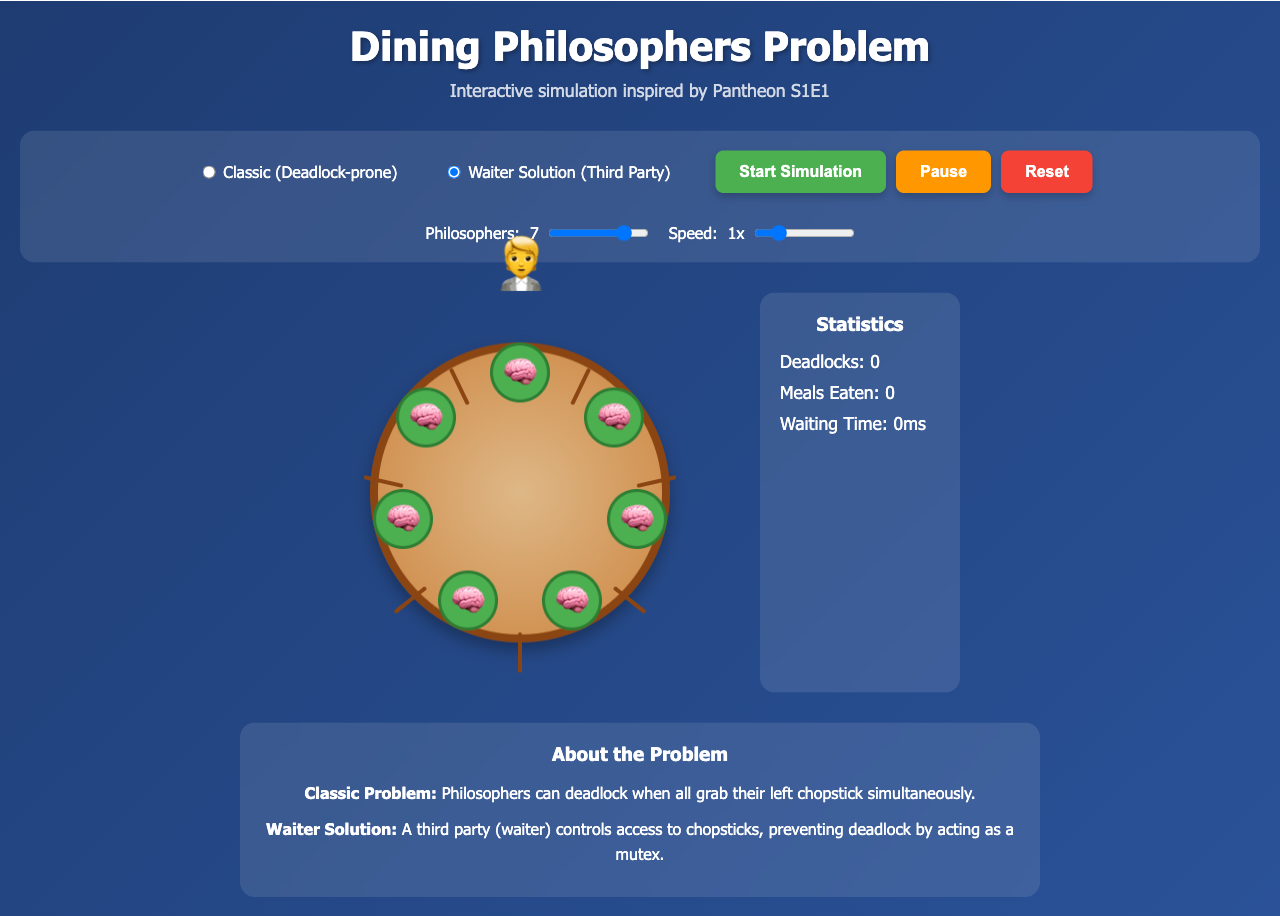 Dining Philosophers Problem
Interactive simulation inspired by Pantheon S1E1
Classic (Deadlock-prone) Waiter Solution (Third Party) Start Simulation Pause Reset
Philosophers: 7 Speed: 1x
Statistics
Deadlocks: 0
Meals Eaten: 0
Waiting Time: 0ms
About the Problem
Classic Problem: Philosophers can deadlock when all grab their left chopstick simultaneously.
Waiter Solution: A third party (waiter) controls access to chopsticks, preventing deadlock by acting as a
mutex.